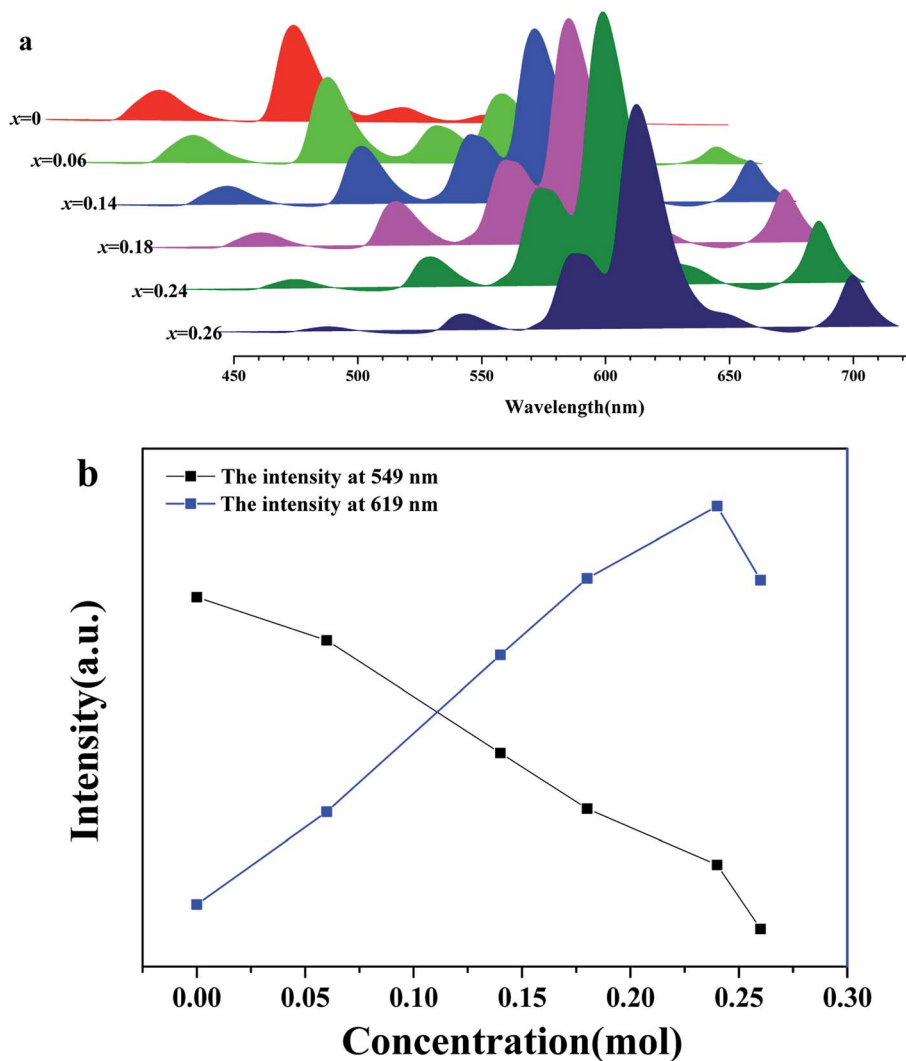 a
x=0
x=0.06
x=0.14
x=0.18
x=0.24
x=0.26
450 500 550 600 650 700
Wavelength(nm)
b
The intensity at 549 nm
The intensity at 619 nm
Intensity(a.u.)
0.00 0.05 0.10 0.15 0.20 0.25 0.30
Concentration(mol)